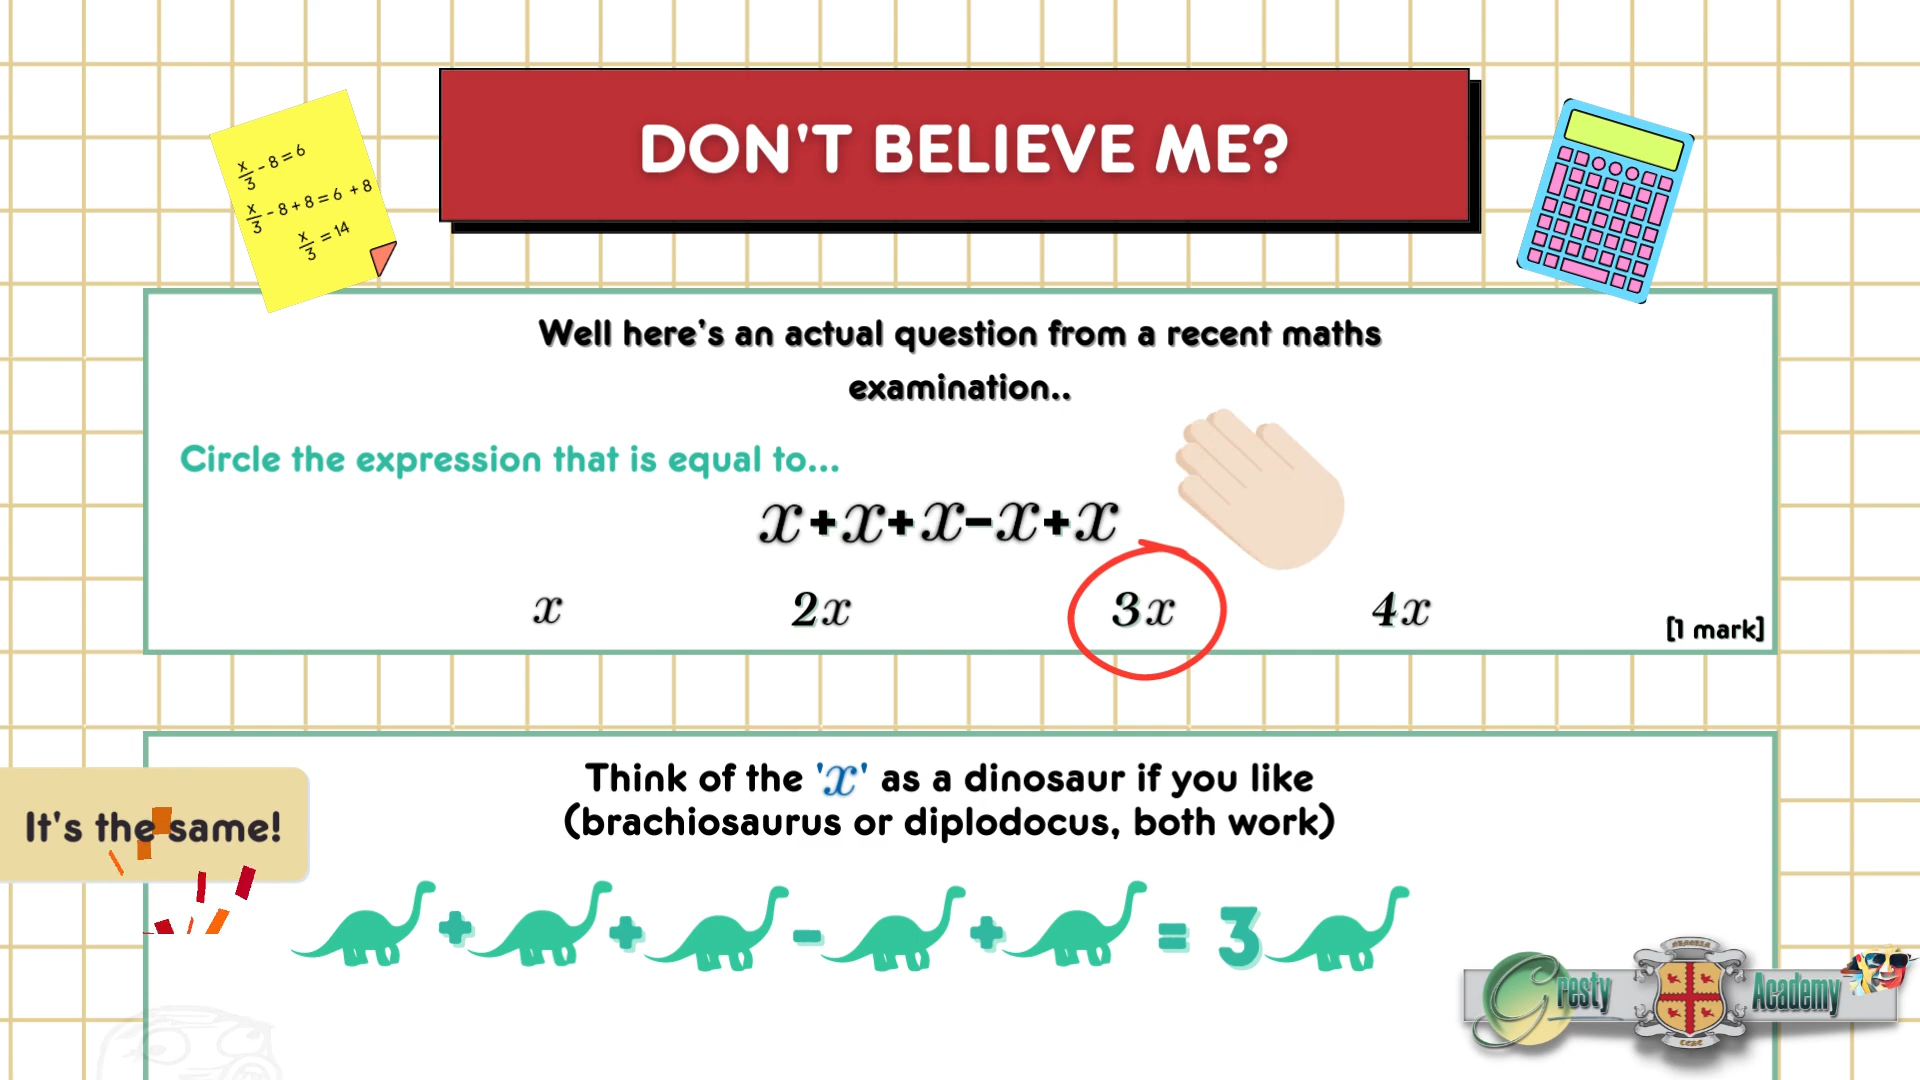 DON'T BELIEVE ME?
x/3 - 8 = 6
x/3 - 8 + 8 = 6 + 8
x/3 = 14
Well here's an actual question from a recent maths
examination..
Circle the expression that is equal to...
x+x+x-x+x
x 2x 3x 4x
[1 mark]
Think of the 'x' as a dinosaur if you like
(brachiosaurus or diplodocus, both work)
It's the same!
+ + - + = 3
Cresty Academy